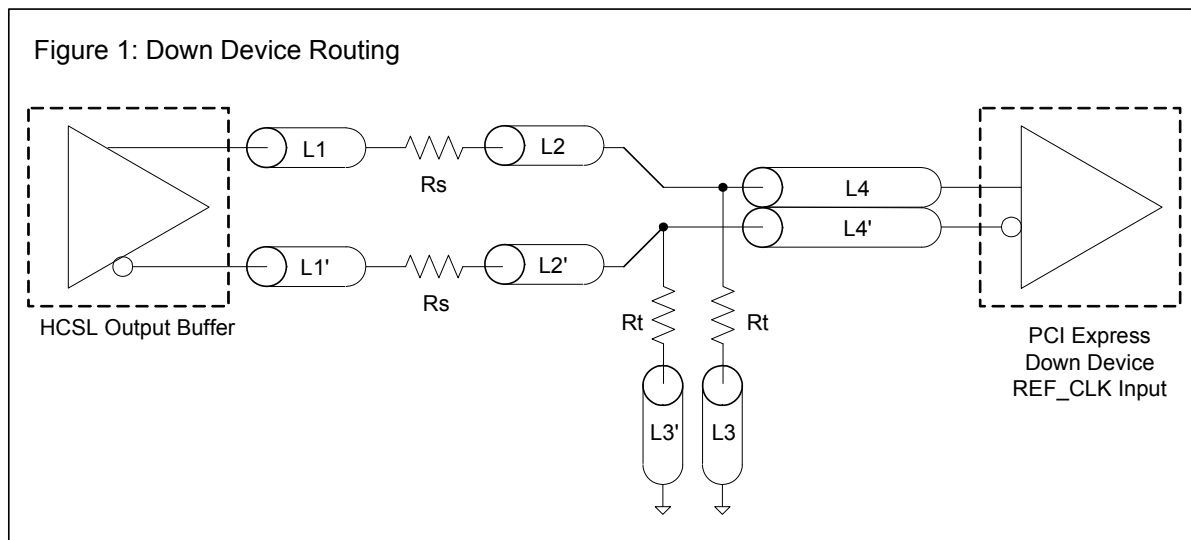 Figure 1: Down Device Routing
L1
Rs
L2
L4
L4'
L1'
Rs
L2'
HCSL Output Buffer
Rt
Rt
L3'
L3
PCI Express
Down Device
REF_CLK Input